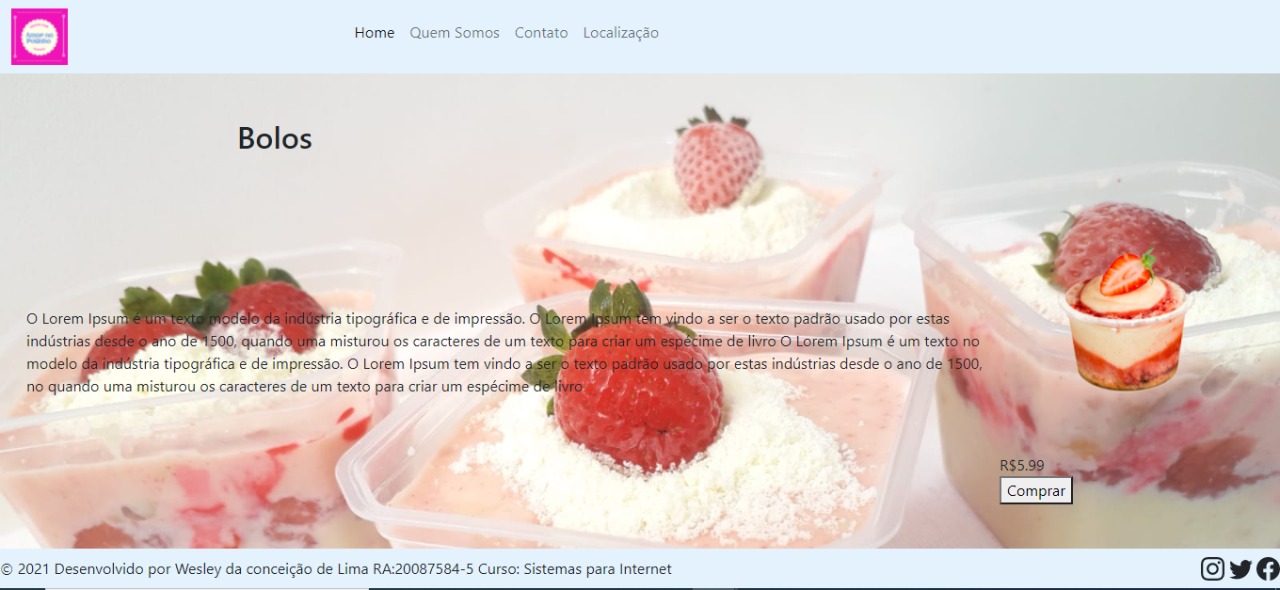 Amor no
Potinho
Home Quem Somos Contato Localização
Bolos
O Lorem Ipsum é um texto modelo da indústria tipográfica e de impressão. O Lorem Ipsum tem vindo a ser o texto padrão usado por estas
indústrias desde o ano de 1500, quando uma misturou os caracteres de um texto para criar um espécime de livro O Lorem Ipsum é um texto no
modelo da indústria tipográfica e de impressão. O Lorem Ipsum tem vindo a ser o texto padrão usado por estas indústrias desde o ano de 1500,
no quando uma misturou os caracteres de um texto para criar um espécime de livro
R$5.99
Comprar
© 2021 Desenvolvido por Wesley da conceição de Lima RA:20087584-5 Curso: Sistemas para Internet